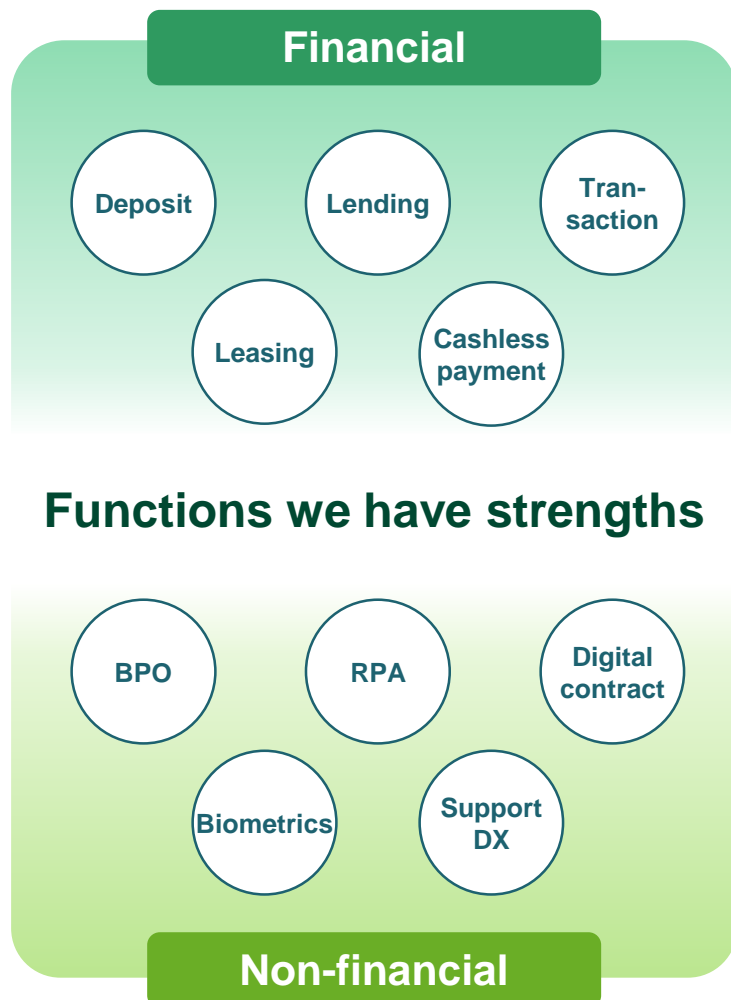 Financial
Deposit
Lending
Tran-
saction
Leasing
Cashless
payment
Functions we have strengths
BPO
RPA
Digital
contract
Biometrics
Support
DX
Non-financial